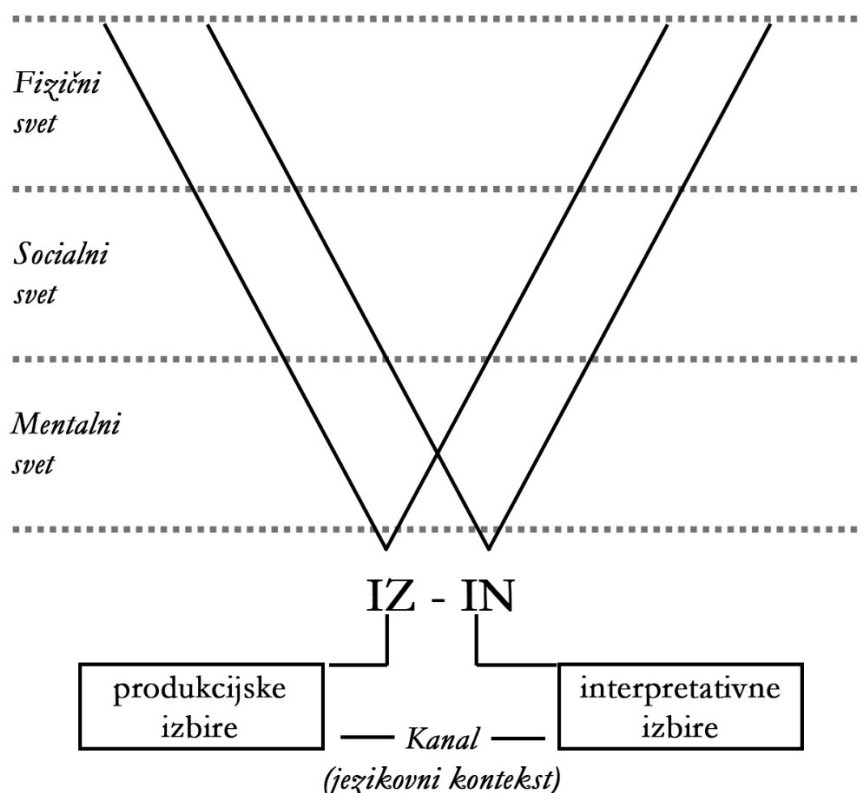 Fizični
svet
Socialni
svet
Mentalni
svet
IZ - IN
produkcijske
izbire
interpretativne
izbire
Kanal
(jezikovni kontekst)